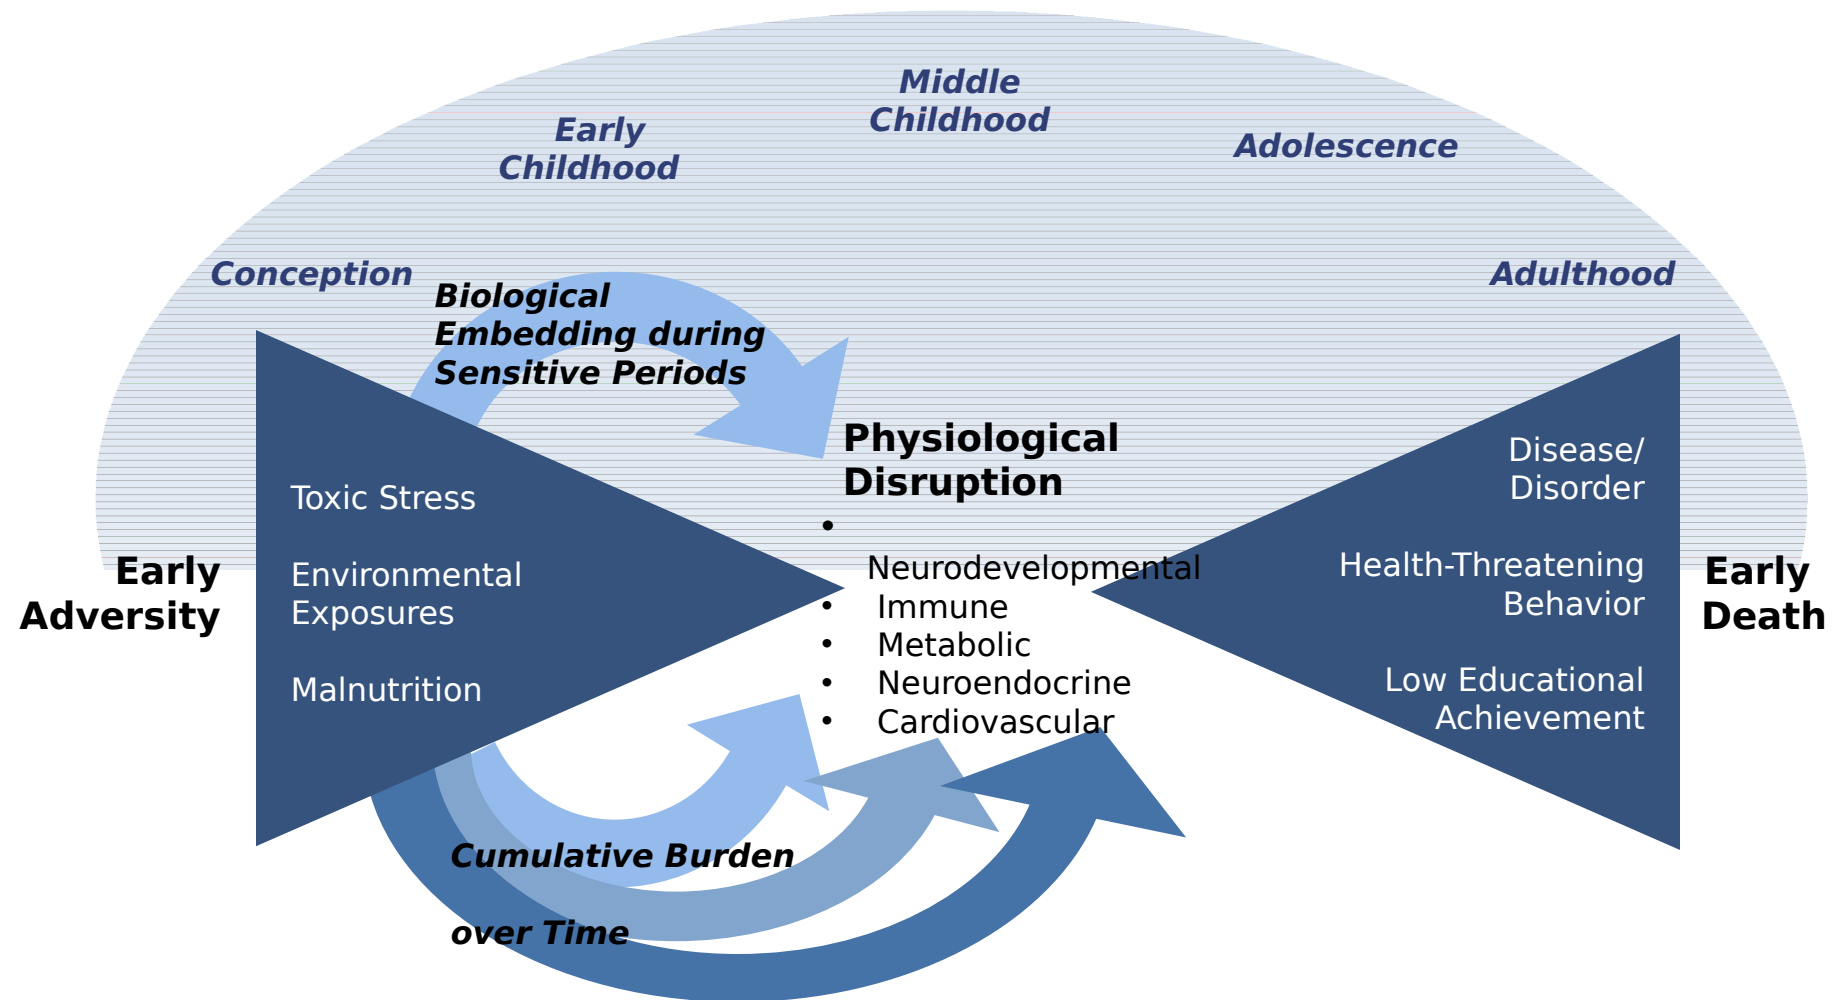 Middle
Childhood
Early
Childhood
Adolescence
Conception
Adulthood
Biological
Embedding during
Sensitive Periods
Physiological
Disruption
•
Neurodevelopmental
• Immune
• Metabolic
• Neuroendocrine
• Cardiovascular
Toxic Stress
Environmental
Exposures
Malnutrition
Early
Adversity
Disease/
Disorder
Health-Threatening
Behavior
Low Educational
Achievement
Early
Death
Cumulative Burden
over Time